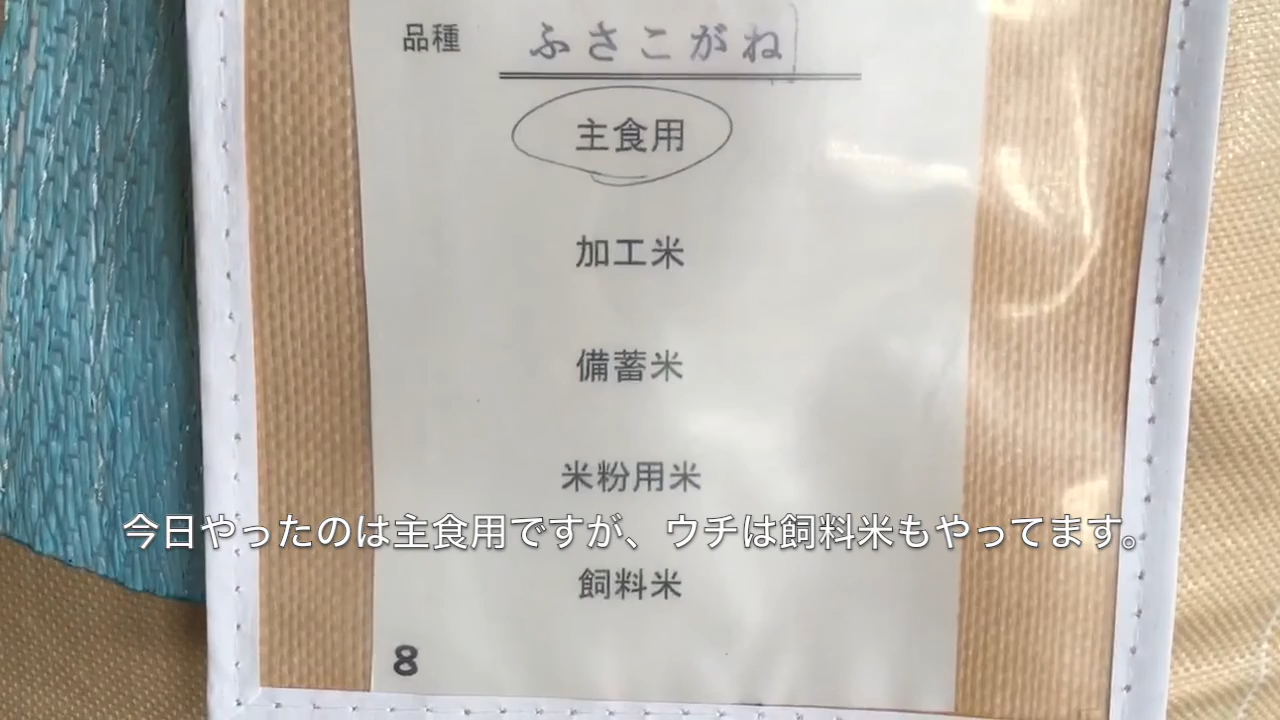 品種 ふさこがね
主食用
加工米
備蓄米
米粉用米
今日やったのは主食用ですが、ウチは飼料米もやってます。
飼料米
8